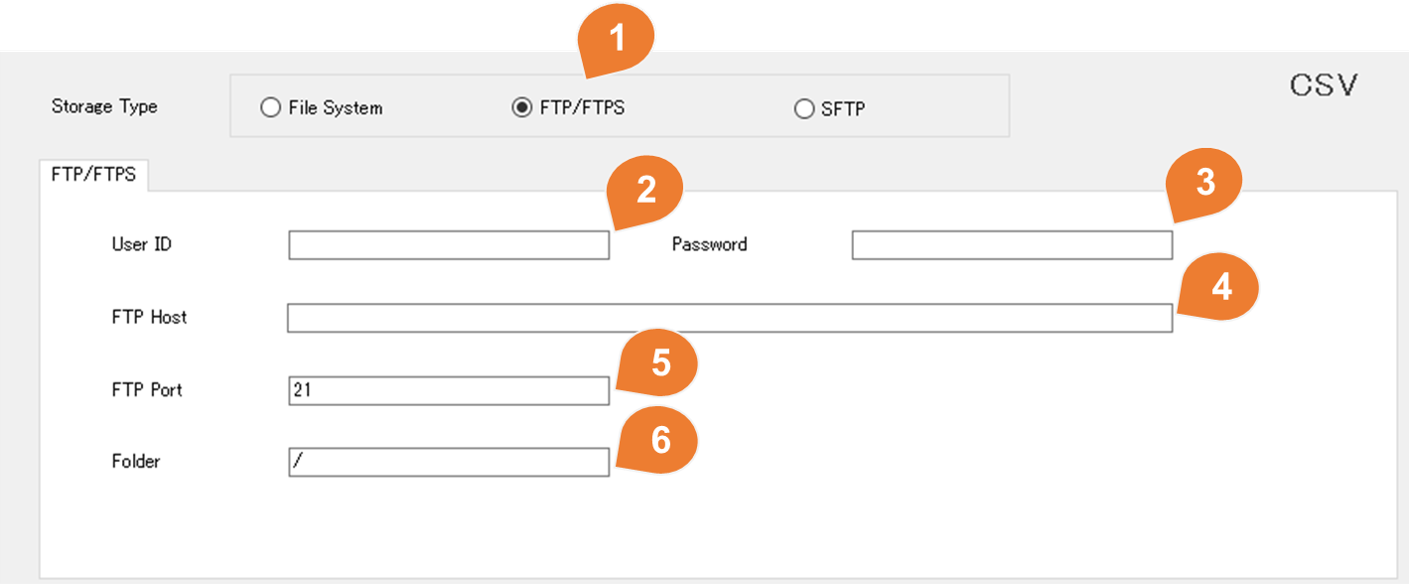 1
CSV
Storage Type File System FTP/FTPS SFTP
FTP/FTPS
2
3
User ID Password
4
FTP Host
5
FTP Port 21
6
Folder /